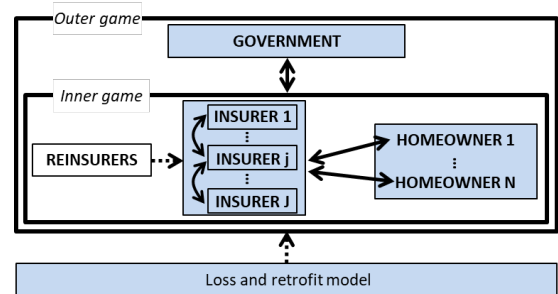 Outer game
GOVERNMENT
Inner game
INSURER 1
⋮
REINSURERS
INSURER j
⋮
INSURER J
HOMEOWNER 1
⋮
HOMEOWNER N
Loss and retrofit model